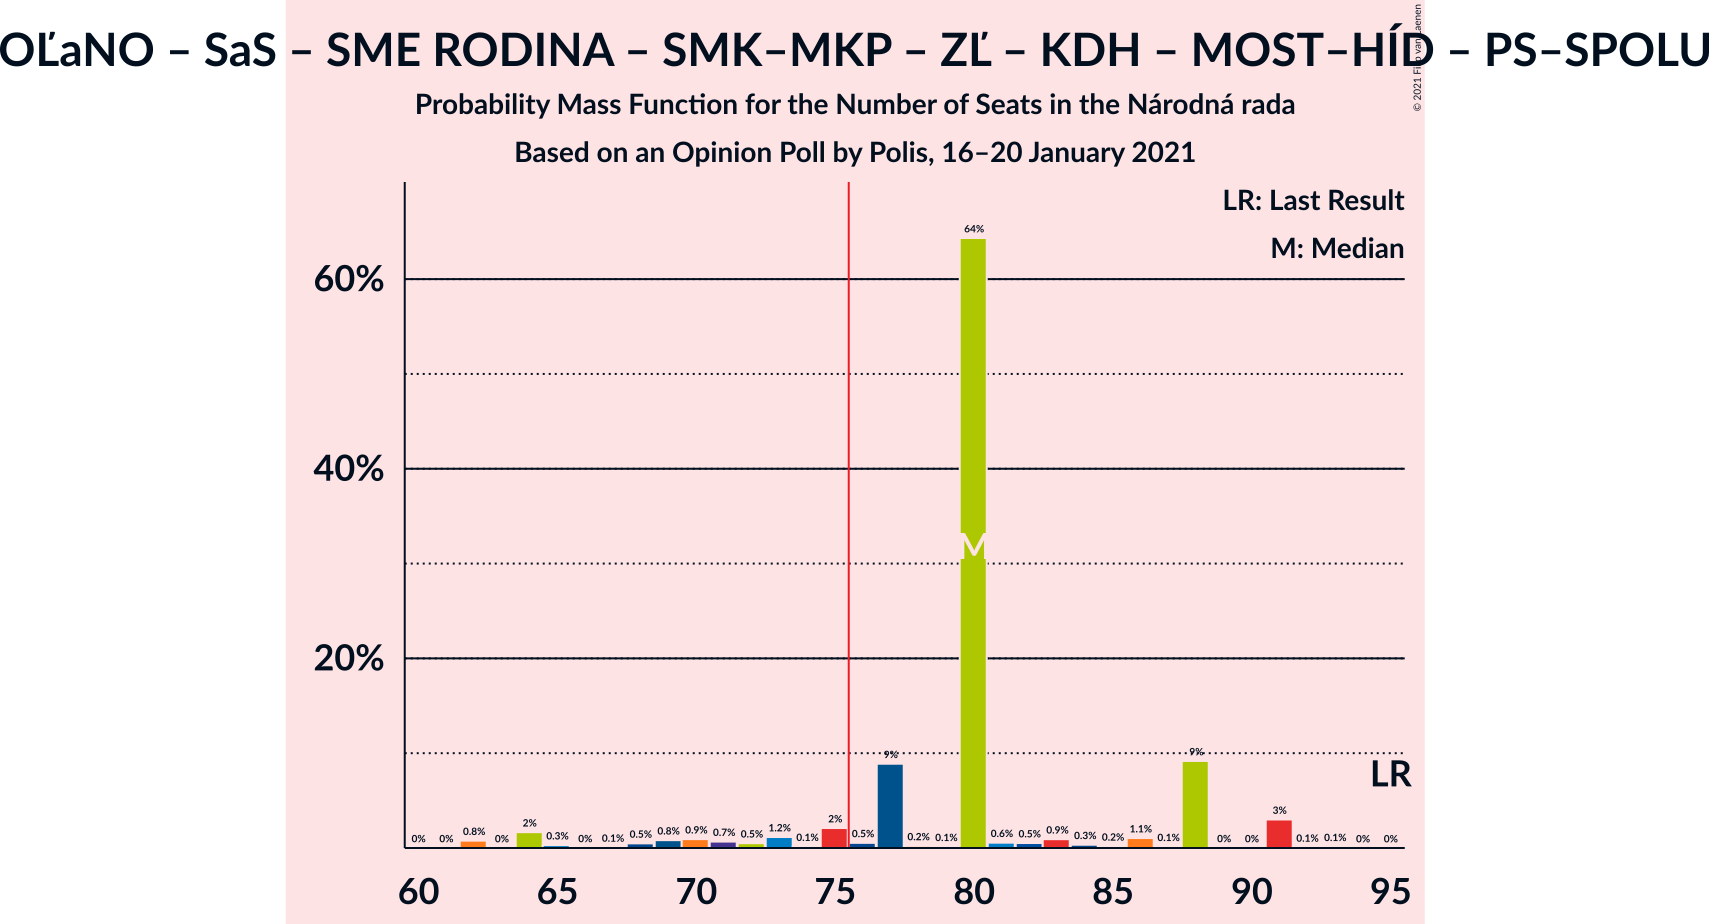 OĽaNO – SaS – SME RODINA – SMK–MKP – ZĽ – KDH – MOST–HÍD – PS–SPOLU
© 2021 Filip van Laenen
Probability Mass Function for the Number of Seats in the Národná rada
Based on an Opinion Poll by Polis, 16–20 January 2021
LR: Last Result
M: Median
60%
40%
20%
0% 0% 0.8% 0% 2% 0.3% 0% 0.1% 0.5% 0.8% 0.9% 0.7% 0.5% 1.2% 0.1% 2% 0.5% 9% 0.2% 0.1% 64% 0.6% 0.5% 0.9% 0.3% 0.2% 1.1% 0.1% 9% 0% 0% 3% 0.1% 0.1% 0% 0%
M
LR
60 65 70 75 80 85 90 95